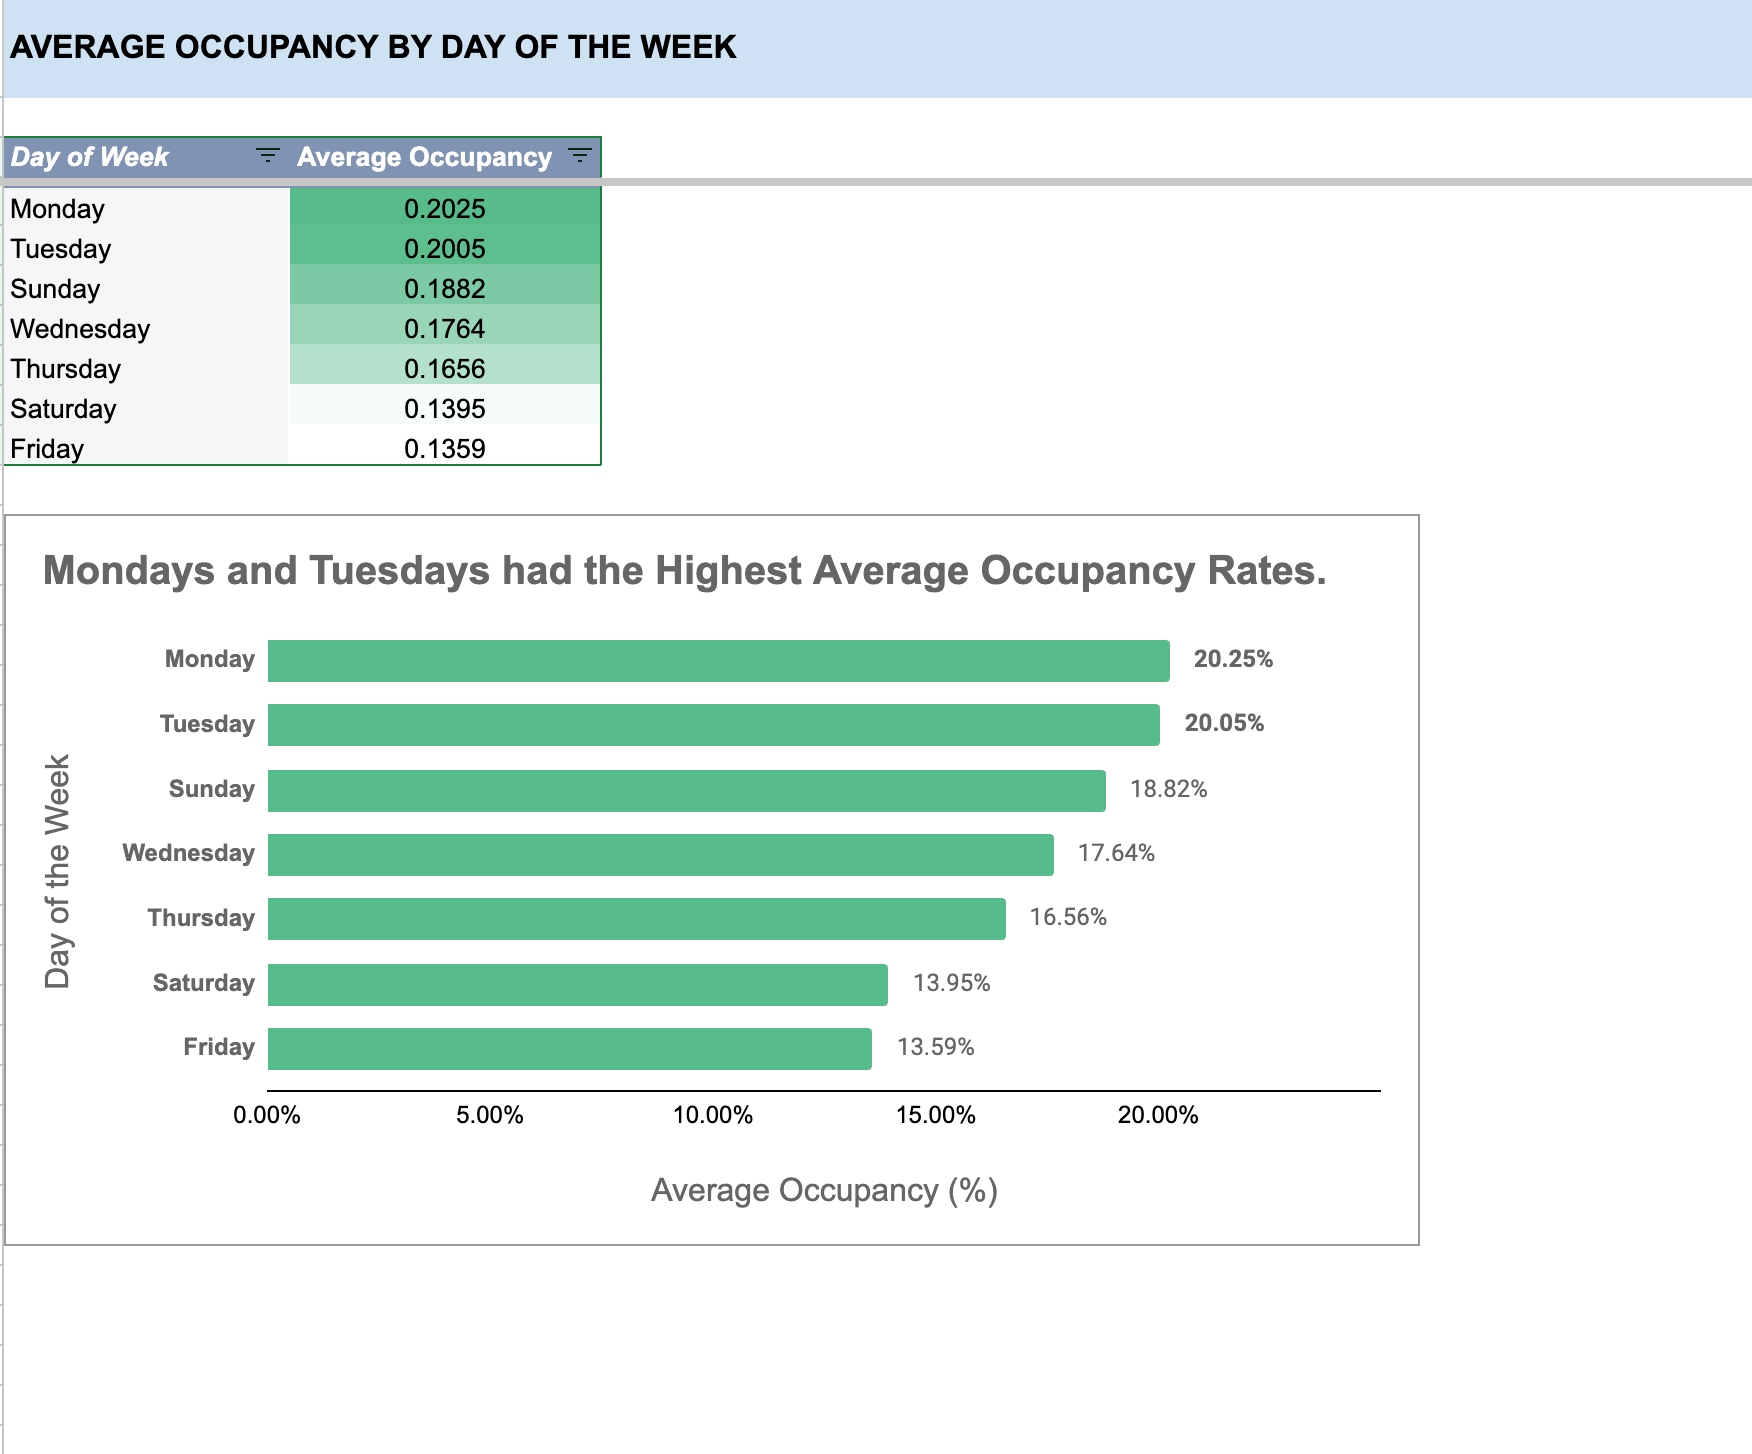 AVERAGE OCCUPANCY BY DAY OF THE WEEK
Day of Week Average Occupancy
Monday 0.2025
Tuesday 0.2005
Sunday 0.1882
Wednesday 0.1764
Thursday 0.1656
Saturday 0.1395
Friday 0.1359
Mondays and Tuesdays had the Highest Average Occupancy Rates.
Day of the Week
Monday 20.25%
Tuesday 20.05%
Sunday 18.82%
Wednesday 17.64%
Thursday 16.56%
Saturday 13.95%
Friday 13.59%
0.00% 5.00% 10.00% 15.00% 20.00%
Average Occupancy (%)